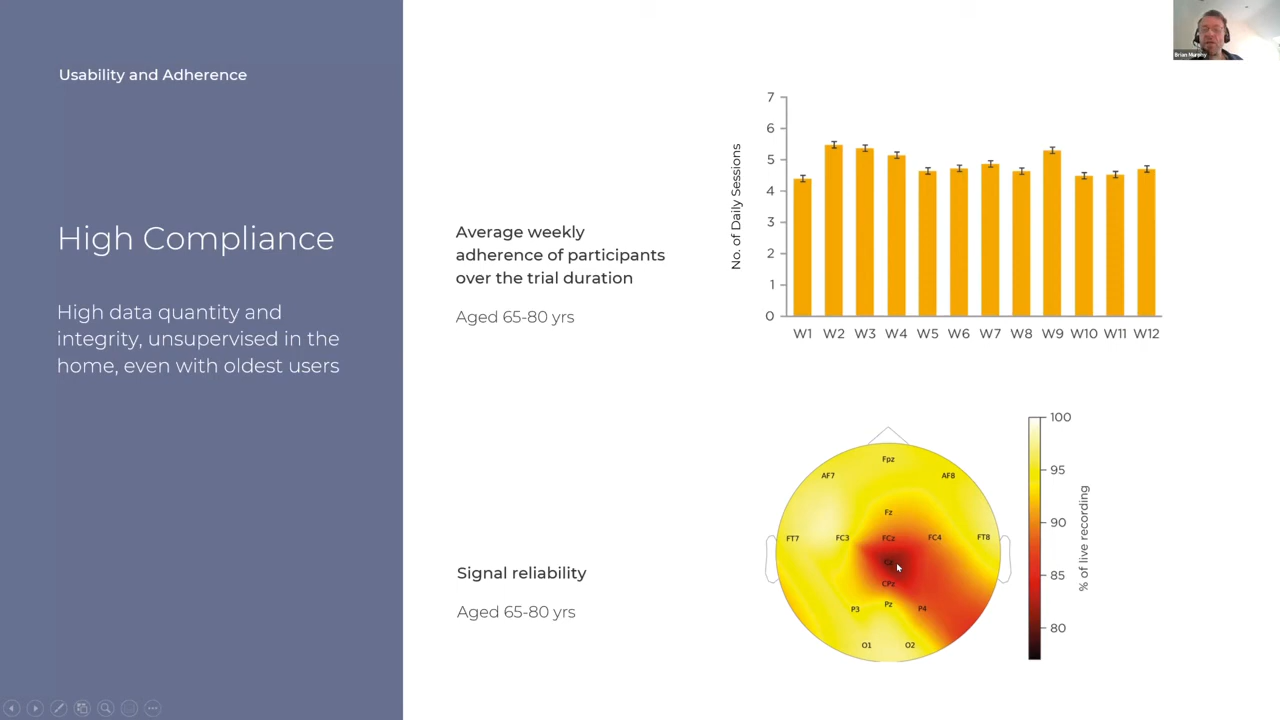 Brian Murphy
Usability and Adherence
High Compliance
High data quantity and
integrity, unsupervised in the
home, even with oldest users
Average weekly
adherence of participants
over the trial duration
Aged 65-80 yrs
No. of Daily Sessions
7
6
5
4
3
2
1
0
W1 W2 W3 W4 W5 W6 W7 W8 W9 W10 W11 W12
Signal reliability
Aged 65-80 yrs
Fpz
AF7 AF8
Fz
FT7 FC3 FCz FC4 FT8
Cz
CPz
P3 Pz P4
O1 O2
100
95
90
85
80
% of live recording